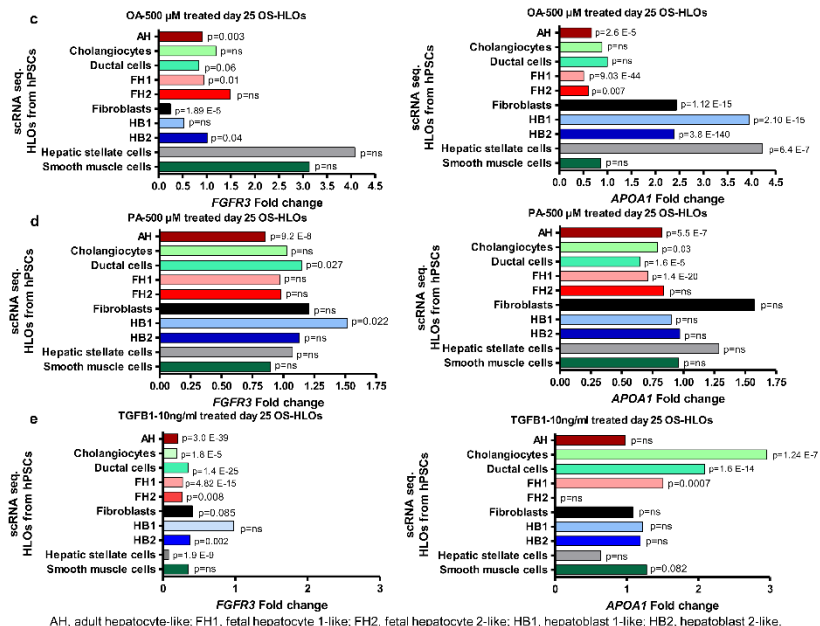 c
OA-500 µM treated day 25 OS-HLOs
scRNA seq.
HLOs from hPSCs
AH p=0.003
Cholangiocytes p=ns
Ductal cells p=0.06
FH1 p=0.01
FH2 p=ns
Fibroblasts p=1.89 E-5
HB1 p=ns
HB2 p=0.04
Hepatic stellate cells p=ns
Smooth muscle cells p=ns
0.0 0.5 1.0 1.5 2.0 2.5 3.0 3.5 4.0 4.5
FGFR3 Fold change
OA-500 µM treated day 25 OS-HLOs
scRNA seq.
HLOs from hPSCs
AH p=2.6 E-5
Cholangiocytes p=ns
Ductal cells p=ns
FH1 p=9.03 E-44
FH2 p=0.007
Fibroblasts p=1.12 E-15
HB1 p=2.10 E-15
HB2 p=3.8 E-140
Hepatic stellate cells p=6.4 E-7
Smooth muscle cells p=ns
0.0 0.5 1.0 1.5 2.0 2.5 3.0 3.5 4.0 4.5
APOA1 Fold change
d
PA-500 µM treated day 25 OS-HLOs
scRNA seq.
HLOs from hPSCs
AH p=9.2 E-8
Cholangiocytes p=ns
Ductal cells p=0.027
FH1 p=ns
FH2 p=ns
Fibroblasts p=ns
HB1 p=0.022
HB2 p=ns
Hepatic stellate cells p=ns
Smooth muscle cells p=ns
0.00 0.25 0.50 0.75 1.00 1.25 1.50 1.75
FGFR3 Fold change
PA-500 µM treated day 25 OS-HLOs
scRNA seq.
HLOs from hPSCs
AH p=5.5 E-7
Cholangiocytes p=0.03
Ductal cells p=1.6 E-5
FH1 p=1.4 E-20
FH2 p=ns
Fibroblasts p=ns
HB1 p=ns
HB2 p=ns
Hepatic stellate cells p=ns
Smooth muscle cells p=ns
0.00 0.25 0.50 0.75 1.00 1.25 1.50 1.75
APOA1 Fold change
e
TGFB1-10ng/ml treated day 25 OS-HLOs
scRNA seq.
HLOs from hPSCs
AH p=3.0 E-39
Cholangiocytes p=1.8 E-5
Ductal cells p=1.4 E-25
FH1 p=4.82 E-15
FH2 p=0.008
Fibroblasts p=0.085
HB1 p=ns
HB2 p=0.002
Hepatic stellate cells p=1.9 E-9
Smooth muscle cells p=ns
0 1 2 3
FGFR3 Fold change
TGFB1-10ng/ml treated day 25 OS-HLOs
scRNA seq.
HLOs from hPSCs
AH p=ns
Cholangiocytes p=1.24 E-7
Ductal cells p=1.6 E-14
FH1 p=0.0007
FH2 p=ns
Fibroblasts p=ns
HB1 p=ns
HB2 p=ns
Hepatic stellate cells p=ns
Smooth muscle cells p=0.082
0 1 2 3
APOA1 Fold change
AH, adult hepatocyte-like; FH1, fetal hepatocyte 1-like; FH2, fetal hepatocyte 2-like; HB1, hepatoblast 1-like; HB2, hepatoblast 2-like.